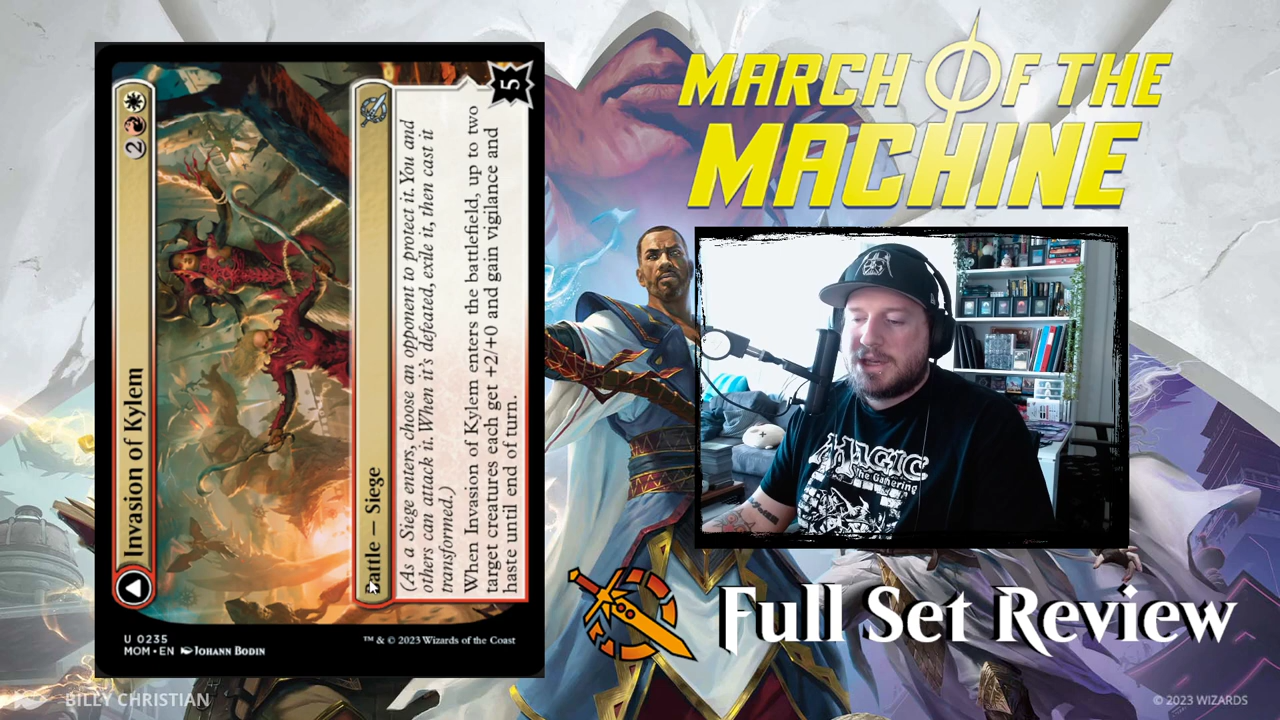 Invasion of Kylem
2
Battle — Siege
5
(As a Siege enters, choose an opponent to protect it. You and
others can attack it. When it's defeated, exile it, then cast it
transformed.)
When Invasion of Kylem enters the battlefield, up to two
target creatures each get +2/+0 and gain vigilance and
haste until end of turn.
U 0235
MOM • EN JOHANN BODIN
™ & © 2023 Wizards of the Coast
MARCH OF THE
MACHINE
MAGIC
The Gathering
Full Set Review
BILLY CHRISTIAN
© 2023 WIZARDS